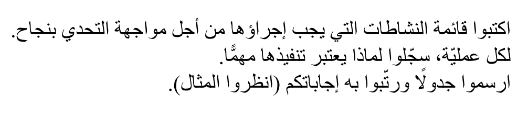 اكتبوا قائمة النشاطات التي يجب إجراؤها من أجل مواجهة التحدي بنجاح.
لكل عمليّة، سجّلوا لماذا يعتبر تنفيذها مهمًّا.
ارسموا جدولًا ورتّبوا به إجاباتكم (انظروا المثال).